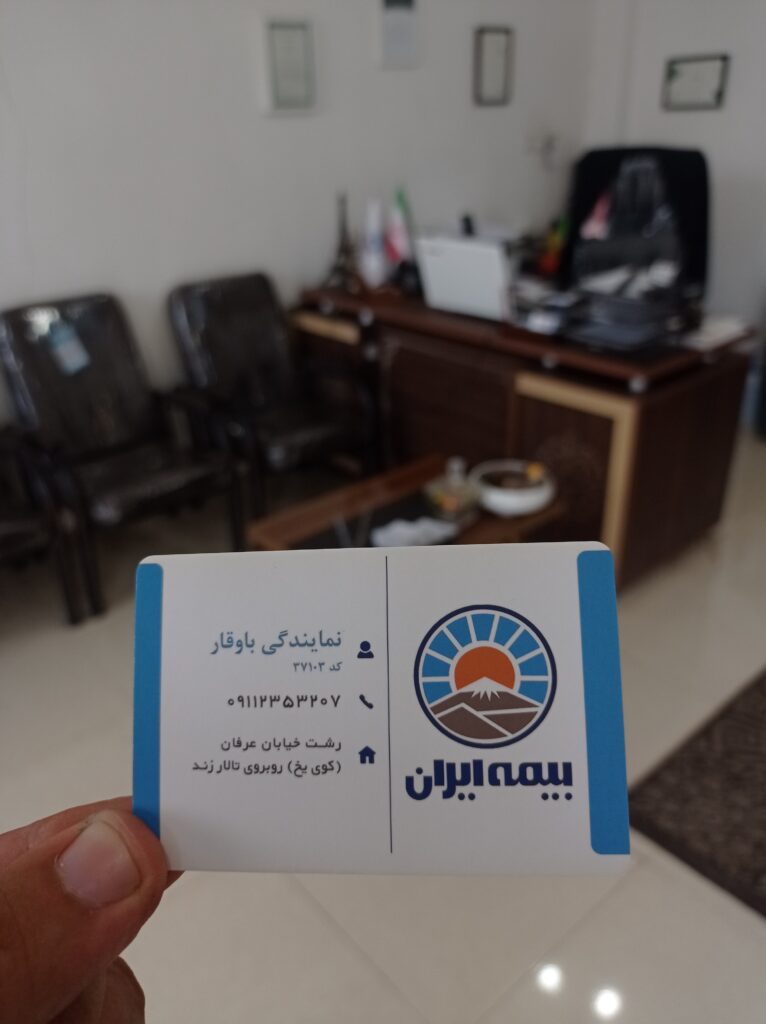 بیمه ایران
نمایندگی باوقار
کد ۳۷۱۰۳
۰۹۱۱۲۳۵۳۲۰۷
رشت خیابان عرفان
(کوی یخ) روبروی تالار زند